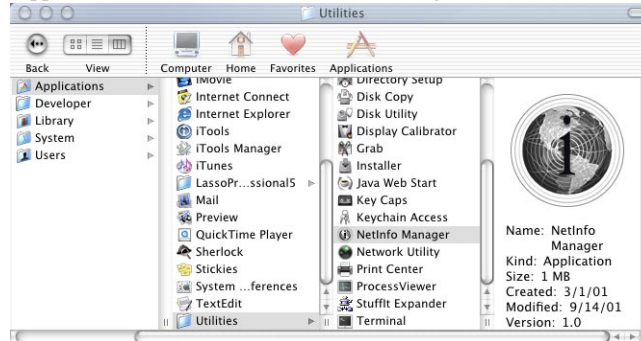 Utilities
Back
View
Computer
Home
Favorites
Applications
Applications
Developer
Library
System
Users
iMovie
Internet Connect
Internet Explorer
iTools
iTools Manager
iTunes
LassoPr...ssional5
Mail
Preview
QuickTime Player
Sherlock
Stickies
System ...ferences
TextEdit
Utilities
Directory Setup
Disk Copy
Disk Utility
Display Calibrator
Grab
Installer
Java Web Start
Key Caps
Keychain Access
NetInfo Manager
Network Utility
Print Center
ProcessViewer
StuffIt Expander
Terminal
Name: NetInfo
Manager
Kind: Application
Size: 1 MB
Created: 3/1/01
Modified: 9/14/01
Version: 1.0